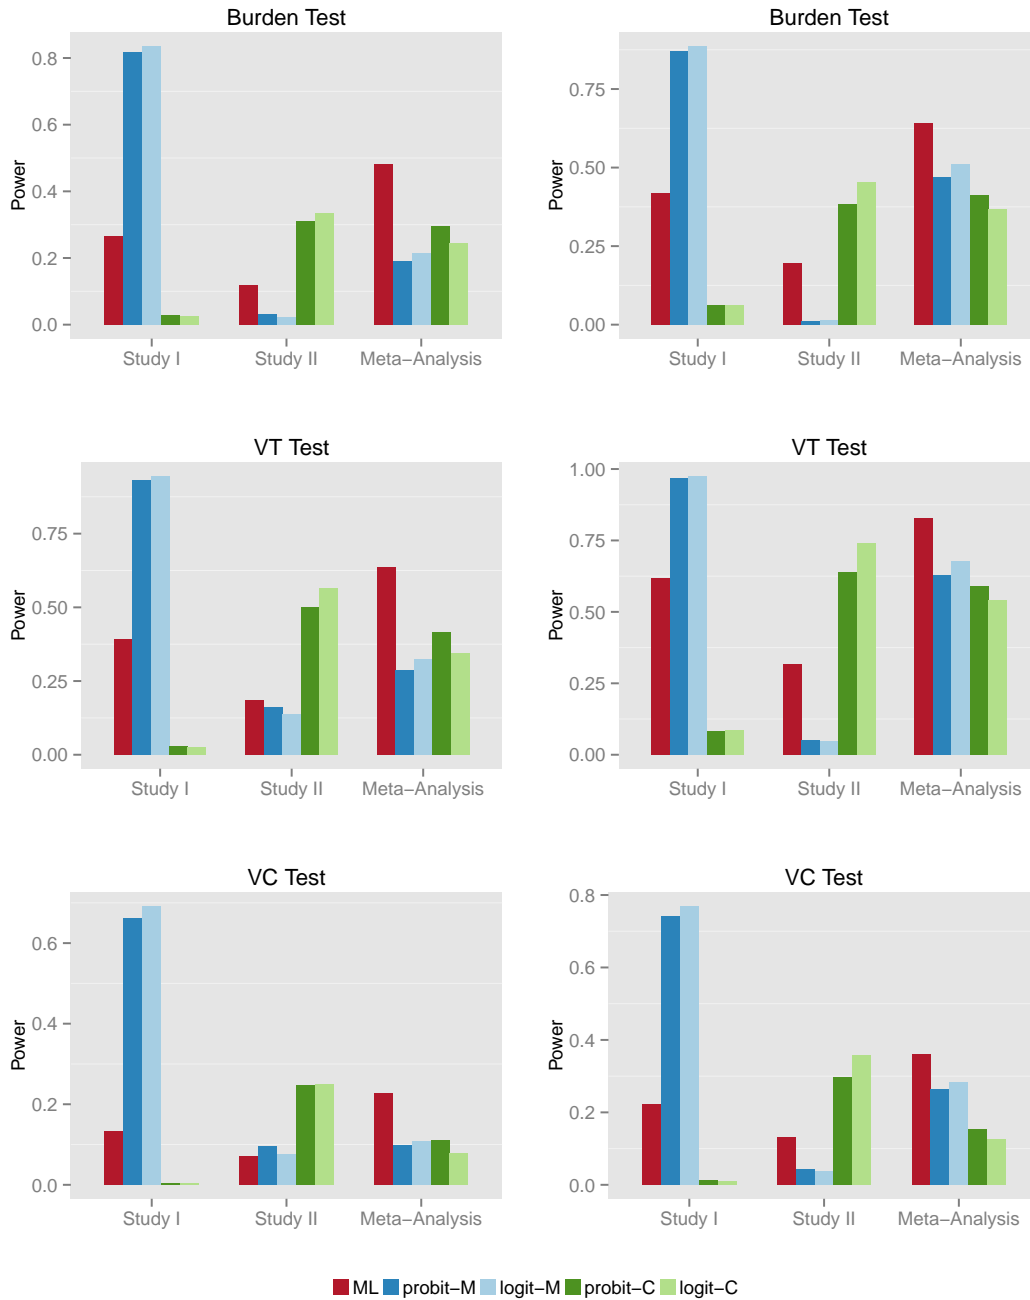 Burden Test
Power
0.8
0.6
0.4
0.2
0.0
Study I
Study II
Meta−Analysis
Burden Test
Power
0.75
0.50
0.25
0.00
Study I
Study II
Meta−Analysis
VT Test
Power
0.75
0.50
0.25
0.00
Study I
Study II
Meta−Analysis
VT Test
Power
1.00
0.75
0.50
0.25
0.00
Study I
Study II
Meta−Analysis
VC Test
Power
0.6
0.4
0.2
0.0
Study I
Study II
Meta−Analysis
VC Test
Power
0.8
0.6
0.4
0.2
0.0
Study I
Study II
Meta−Analysis
ML probit−M logit−M probit−C logit−C